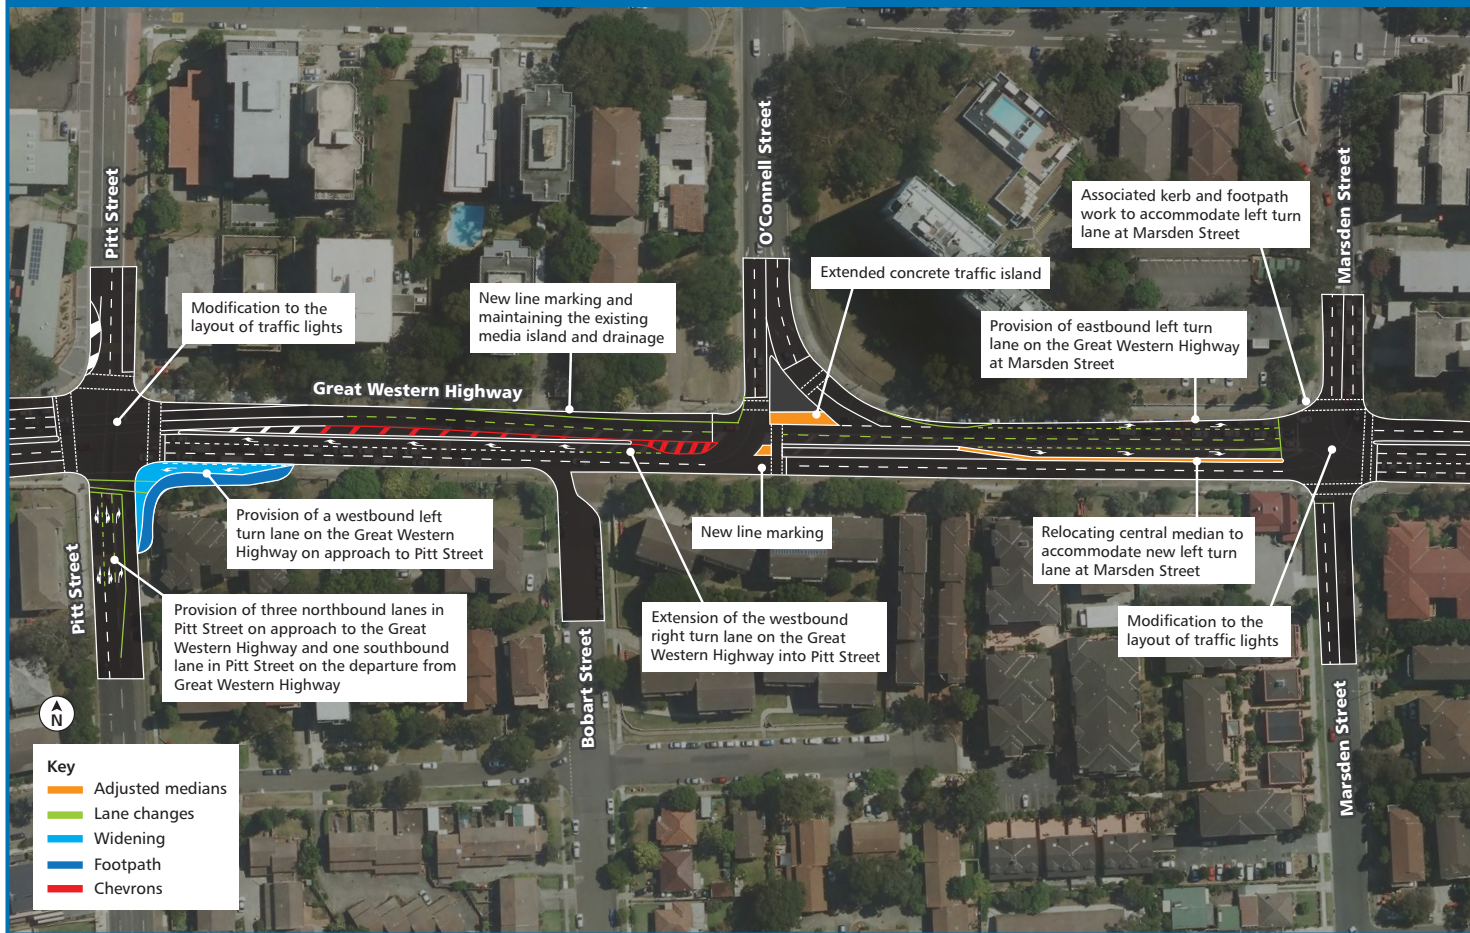 Pitt Street
O'Connell Street
Marsden Street
Associated kerb and footpath
work to accommodate left turn
lane at Marsden Street
Extended concrete traffic island
Modification to the
layout of traffic lights
New line marking and
maintaining the existing
media island and drainage
Provision of eastbound left turn
lane on the Great Western Highway
at Marsden Street
Great Western Highway
Provision of a westbound left
turn lane on the Great Western
Highway on approach to Pitt Street
New line marking
Relocating central median to
accommodate new left turn
lane at Marsden Street
Pitt Street
Provision of three northbound lanes in
Pitt Street on approach to the Great
Western Highway and one southbound
lane in Pitt Street on the departure from
Great Western Highway
Extension of the westbound
right turn lane on the Great
Western Highway into Pitt Street
Modification to the
layout of traffic lights
Bobart Street
Marsden Street
N
Key
Adjusted medians
Lane changes
Widening
Footpath
Chevrons